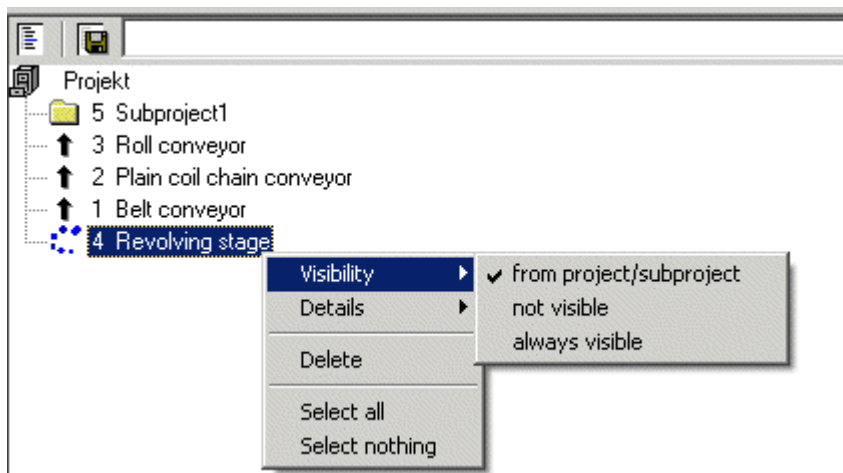 Projekt
5 Subproject1
3 Roll conveyor
2 Plain coil chain conveyor
1 Belt conveyor
4 Revolving stage
Visibility
from project/subproject
Details
not visible
always visible
Delete
Select all
Select nothing